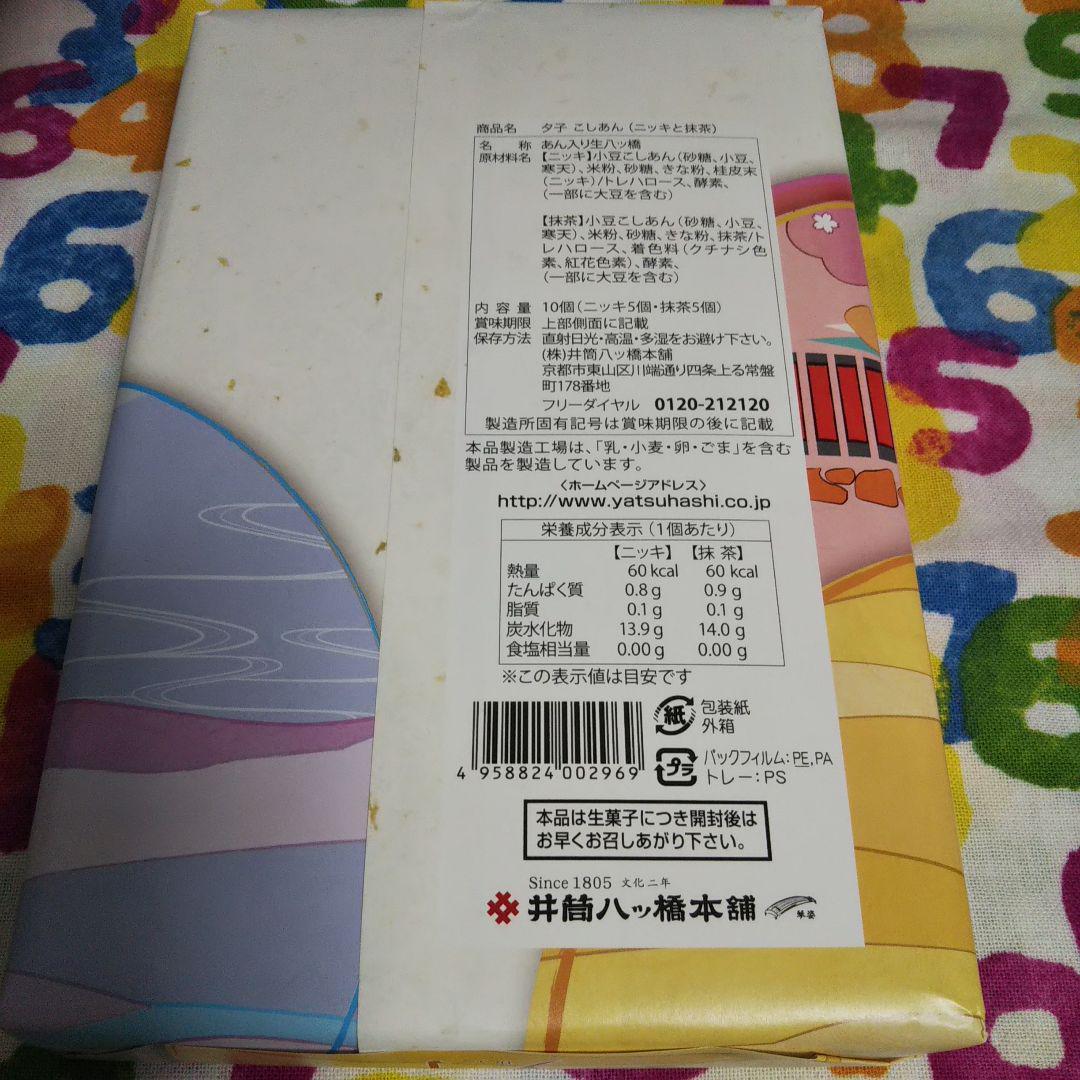 商品名 夕子 こしあん(ニッキと抹茶)
名 称 あん入り生八ッ橋
原材料名 【ニッキ】小豆こしあん(砂糖、小豆、
寒天)、米粉、砂糖、きな粉、桂皮末
(ニッキ)/トレハロース、酵素、
(一部に大豆を含む)
【抹茶】小豆こしあん(砂糖、小豆、
寒天)、米粉、砂糖、きな粉、抹茶/ト
レハロース、着色料(クチナシ色
素、紅花色素)、酵素、
(一部に大豆を含む)
内 容 量 10個(ニッキ5個・抹茶5個)
賞味期限 上部側面に記載
保存方法 直射日光・高温・多湿をお避け下さい。
(株)井筒八ッ橋本舗
京都市東山区川端通り四条上る常盤
町178番地
フリーダイヤル 0120-212120
製造所固有記号は賞味期限の後に記載
本品製造工場は、「乳・小麦・卵・ごま」を含む
製品を製造しています。
〈ホームページアドレス〉
http://www.yatsuhashi.co.jp
栄養成分表示(1個あたり)
【ニッキ】 【抹 茶】
熱量 60 kcal 60 kcal
たんぱく質 0.8 g 0.9 g
脂質 0.1 g 0.1 g
炭水化物 13.9 g 14.0 g
食塩相当量 0.00 g 0.00 g
※この表示値は目安です
紙 包装紙
外箱
4 958824 002969
プラ パックフィルム:PE,PA
トレー:PS
本品は生菓子につき開封後は
お早くお召しあがり下さい。
Since 1805 文化二年
井筒八ッ橋本舗
琴姿